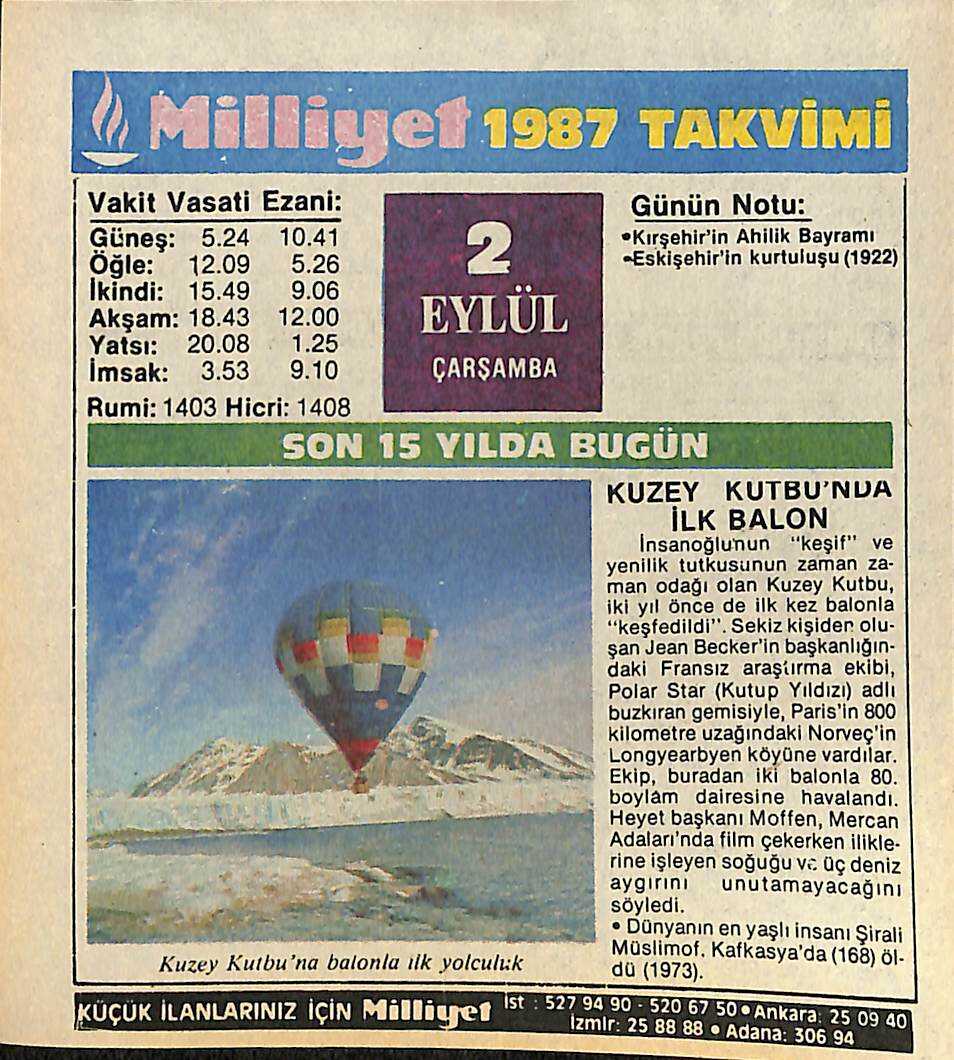 Milliyet 1987 TAKVİMİ
Vakit Vasati Ezani:
Güneş: 5.24 10.41
Öğle: 12.09 5.26
İkindi: 15.49 9.06
Akşam: 18.43 12.00
Yatsı: 20.08 1.25
İmsak: 3.53 9.10
Rumi: 1403 Hicri: 1408
2
EYLÜL
ÇARŞAMBA
Günün Notu:
•Kırşehir'in Ahilik Bayramı
•Eskişehir'in kurtuluşu (1922)
SON 15 YILDA BUGÜN
KUZEY KUTBU'NDA
İLK BALON
İnsanoğlunun "keşif" ve
yenilik tutkusunun zaman za-
man odağı olan Kuzey Kutbu,
iki yıl önce de ilk kez balonla
"keşfedildi". Sekiz kişiden olu-
şan Jean Becker'in başkanlığın-
daki Fransız araştırma ekibi,
Polar Star (Kutup Yıldızı) adlı
buzkıran gemisiyle, Paris'in 800
kilometre uzağındaki Norveç'in
Longyearbyen köyüne vardılar.
Ekip, buradan iki balonla 80.
boylam dairesine havalandı.
Heyet başkanı Moffen, Mercan
Adaları'nda film çekerken ilikle-
rine işleyen soğuğu ve üç deniz
aygırını unutamayacağını
söyledi.
• Dünyanın en yaşlı insanı Şirali
Müslimof, Kafkasya'da (168) öl-
dü (1973).
Kuzey Kutbu'na balonla ilk yolculuk
KÜÇÜK İLANLARINIZ İÇİN Milliyet İst : 527 94 90 - 520 67 50 • Ankara: 25 09 40
İzmir: 25 88 88 • Adana: 306 94